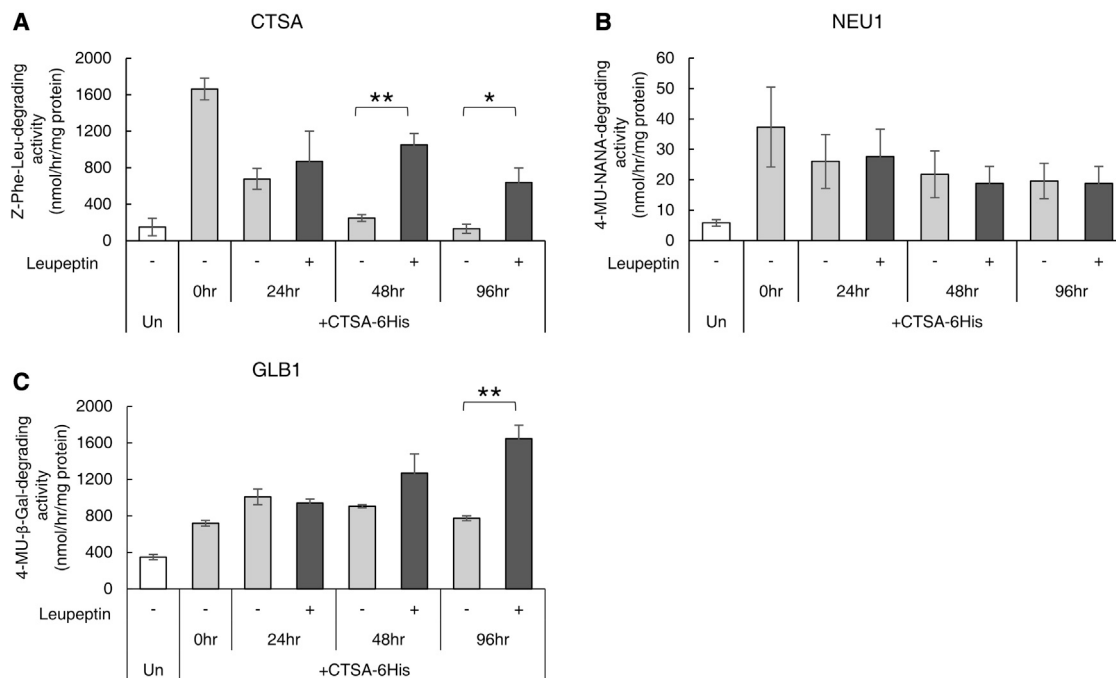 A
CTSA
Z-Phe-Leu-degrading
activity
(nmol/hr/mg protein)
2000
1600
1200
800
400
0
**
*
Leupeptin - - - + - + - +
0hr 24hr 48hr 96hr
Un +CTSA-6His
B
NEU1
4-MU-NANA-degrading
activity
(nmol/hr/mg protein)
60
50
40
30
20
10
0
Leupeptin - - - + - + - +
0hr 24hr 48hr 96hr
Un +CTSA-6His
C
GLB1
4-MU-β-Gal-degrading
activity
(nmol/hr/mg protein)
2000
1600
1200
800
400
0
**
Leupeptin - - - + - + - +
0hr 24hr 48hr 96hr
Un +CTSA-6His